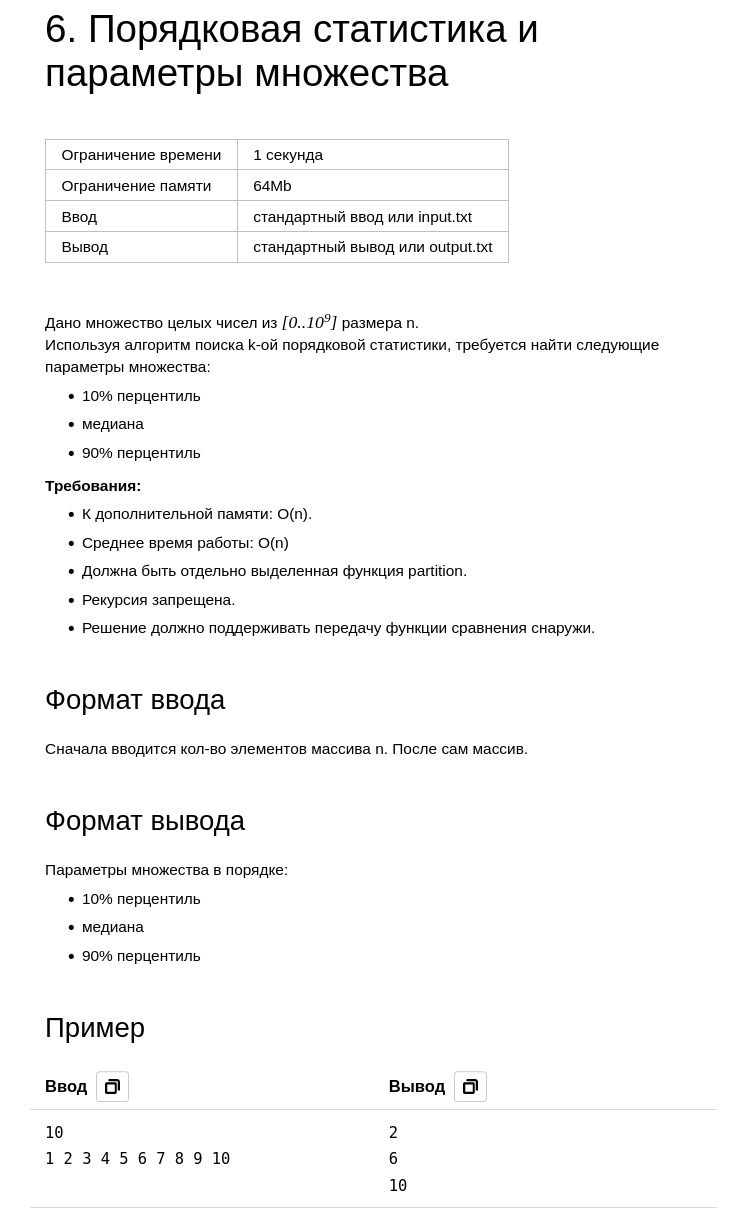 6. Порядковая статистика и
параметры множества
Ограничение времени 1 секунда
Ограничение памяти 64Mb
Ввод стандартный ввод или input.txt
Вывод стандартный вывод или output.txt
Дано множество целых чисел из [0..10⁹] размера n.
Используя алгоритм поиска k-ой порядковой статистики, требуется найти следующие
параметры множества:
• 10% перцентиль
• медиана
• 90% перцентиль
Требования:
• К дополнительной памяти: O(n).
• Среднее время работы: O(n)
• Должна быть отдельно выделенная функция partition.
• Рекурсия запрещена.
• Решение должно поддерживать передачу функции сравнения снаружи.
Формат ввода
Сначала вводится кол-во элементов массива n. После сам массив.
Формат вывода
Параметры множества в порядке:
• 10% перцентиль
• медиана
• 90% перцентиль
Пример
Ввод Вывод
10 2
1 2 3 4 5 6 7 8 9 10 6
10